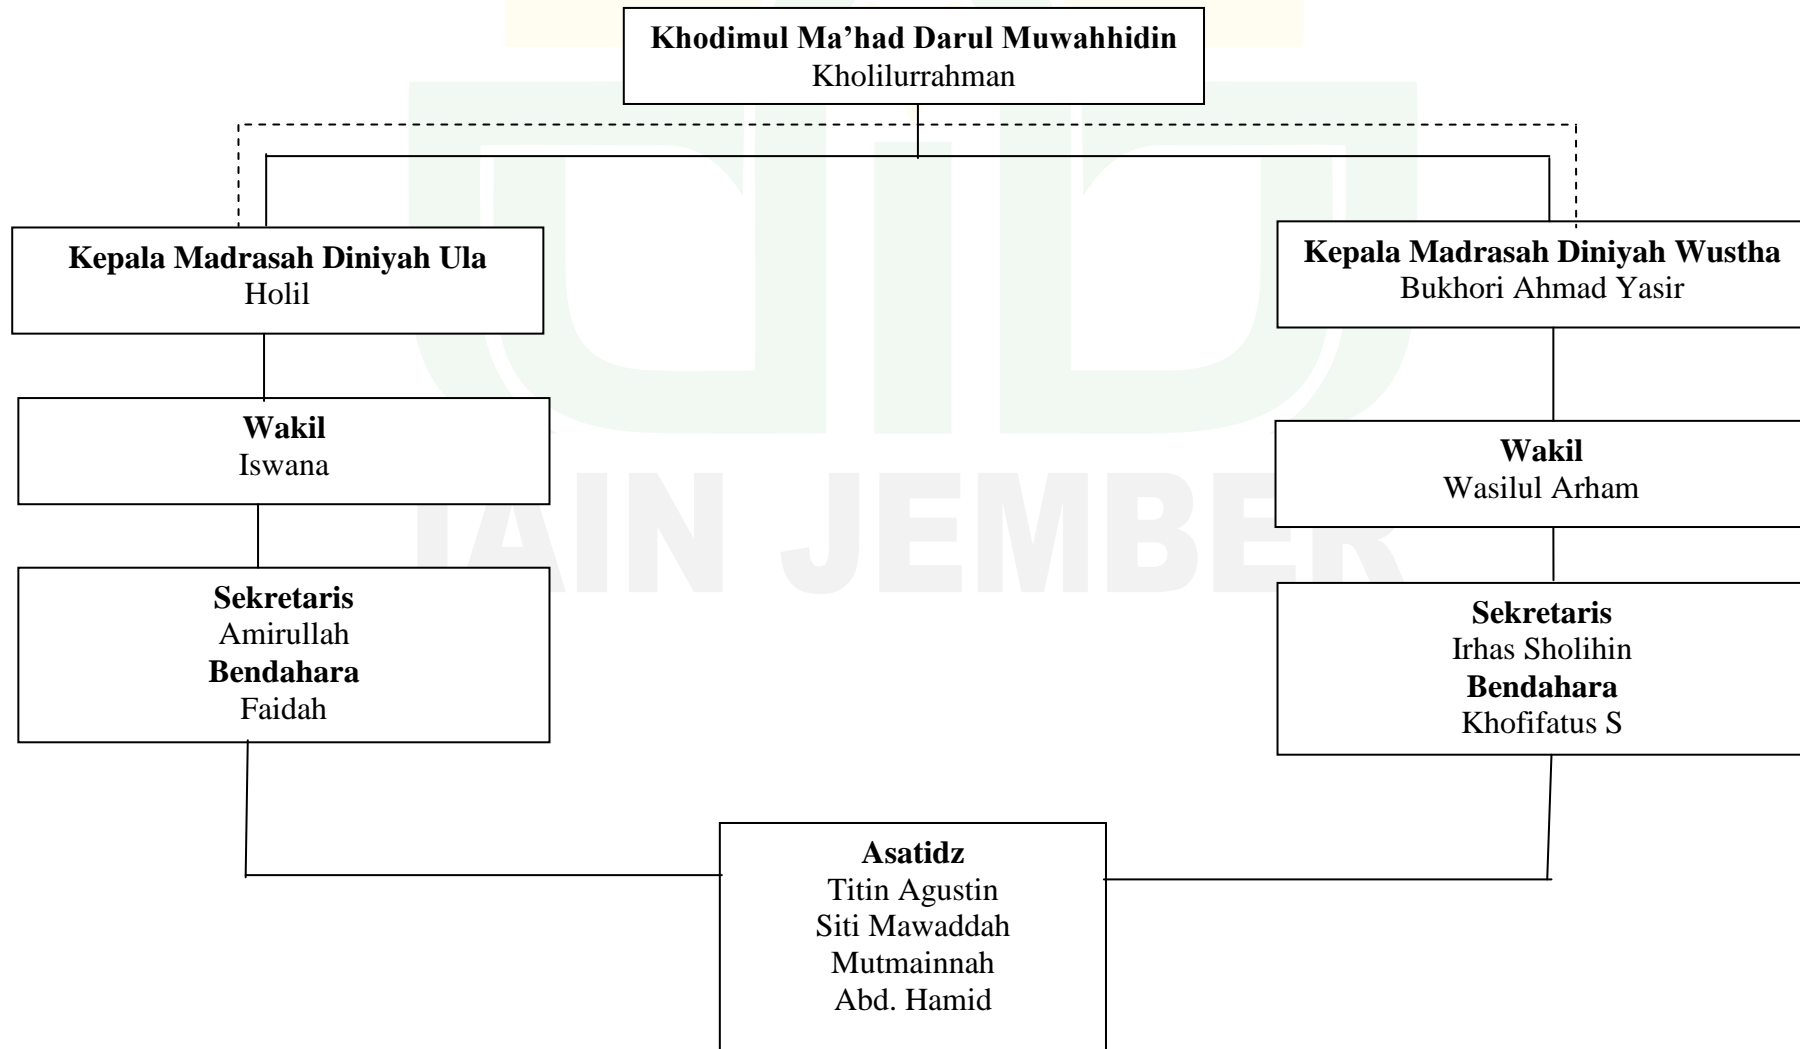 Khodimul Ma’had Darul Muwahhidin
Kholilurrahman
Kepala Madrasah Diniyah Ula
Holil
Kepala Madrasah Diniyah Wustha
Bukhori Ahmad Yasir
Wakil
Iswana
Wakil
Wasilul Arham
Sekretaris
Amirullah
Bendahara
Faidah
Sekretaris
Irhas Sholihin
Bendahara
Khofifatus S
Asatidz
Titin Agustin
Siti Mawaddah
Mutmainnah
Abd. Hamid
IAIN JEMBER